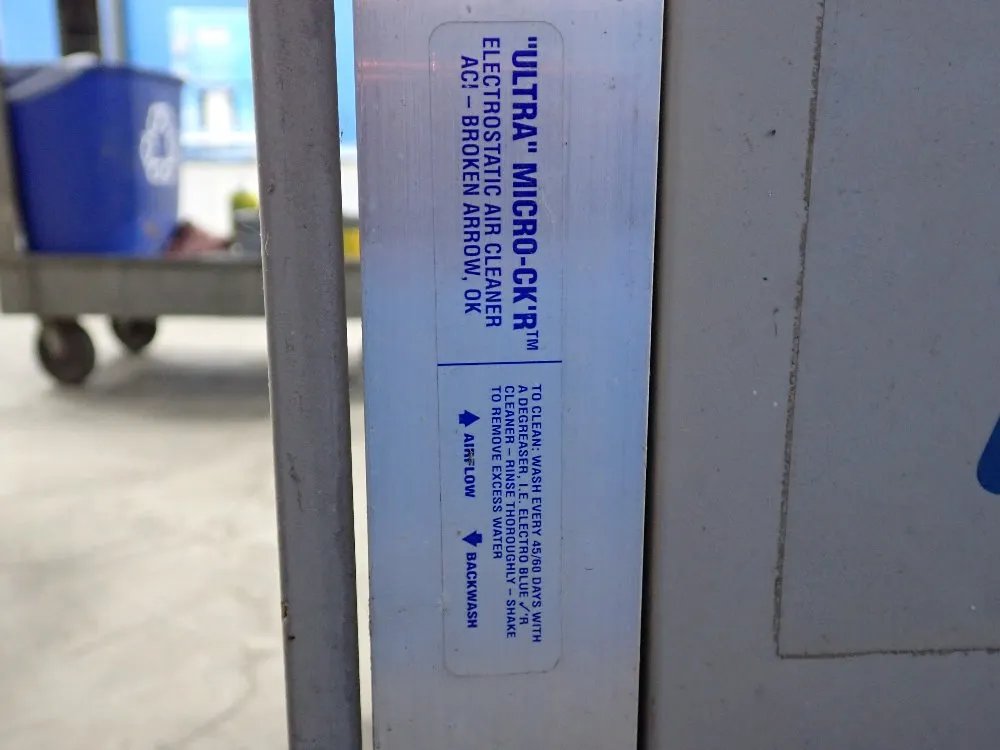 "ULTRA" MICRO-CK'R™
ELECTROSTATIC AIR CLEANER
AC! – BROKEN ARROW, OK
TO CLEAN: WASH EVERY 45/60 DAYS WITH
A DEGREASER, I.E. ELECTRO BLUE ✓'R
CLEANER – RINSE THOROUGHLY – SHAKE
TO REMOVE EXCESS WATER
AIRFLOW BACKWASH